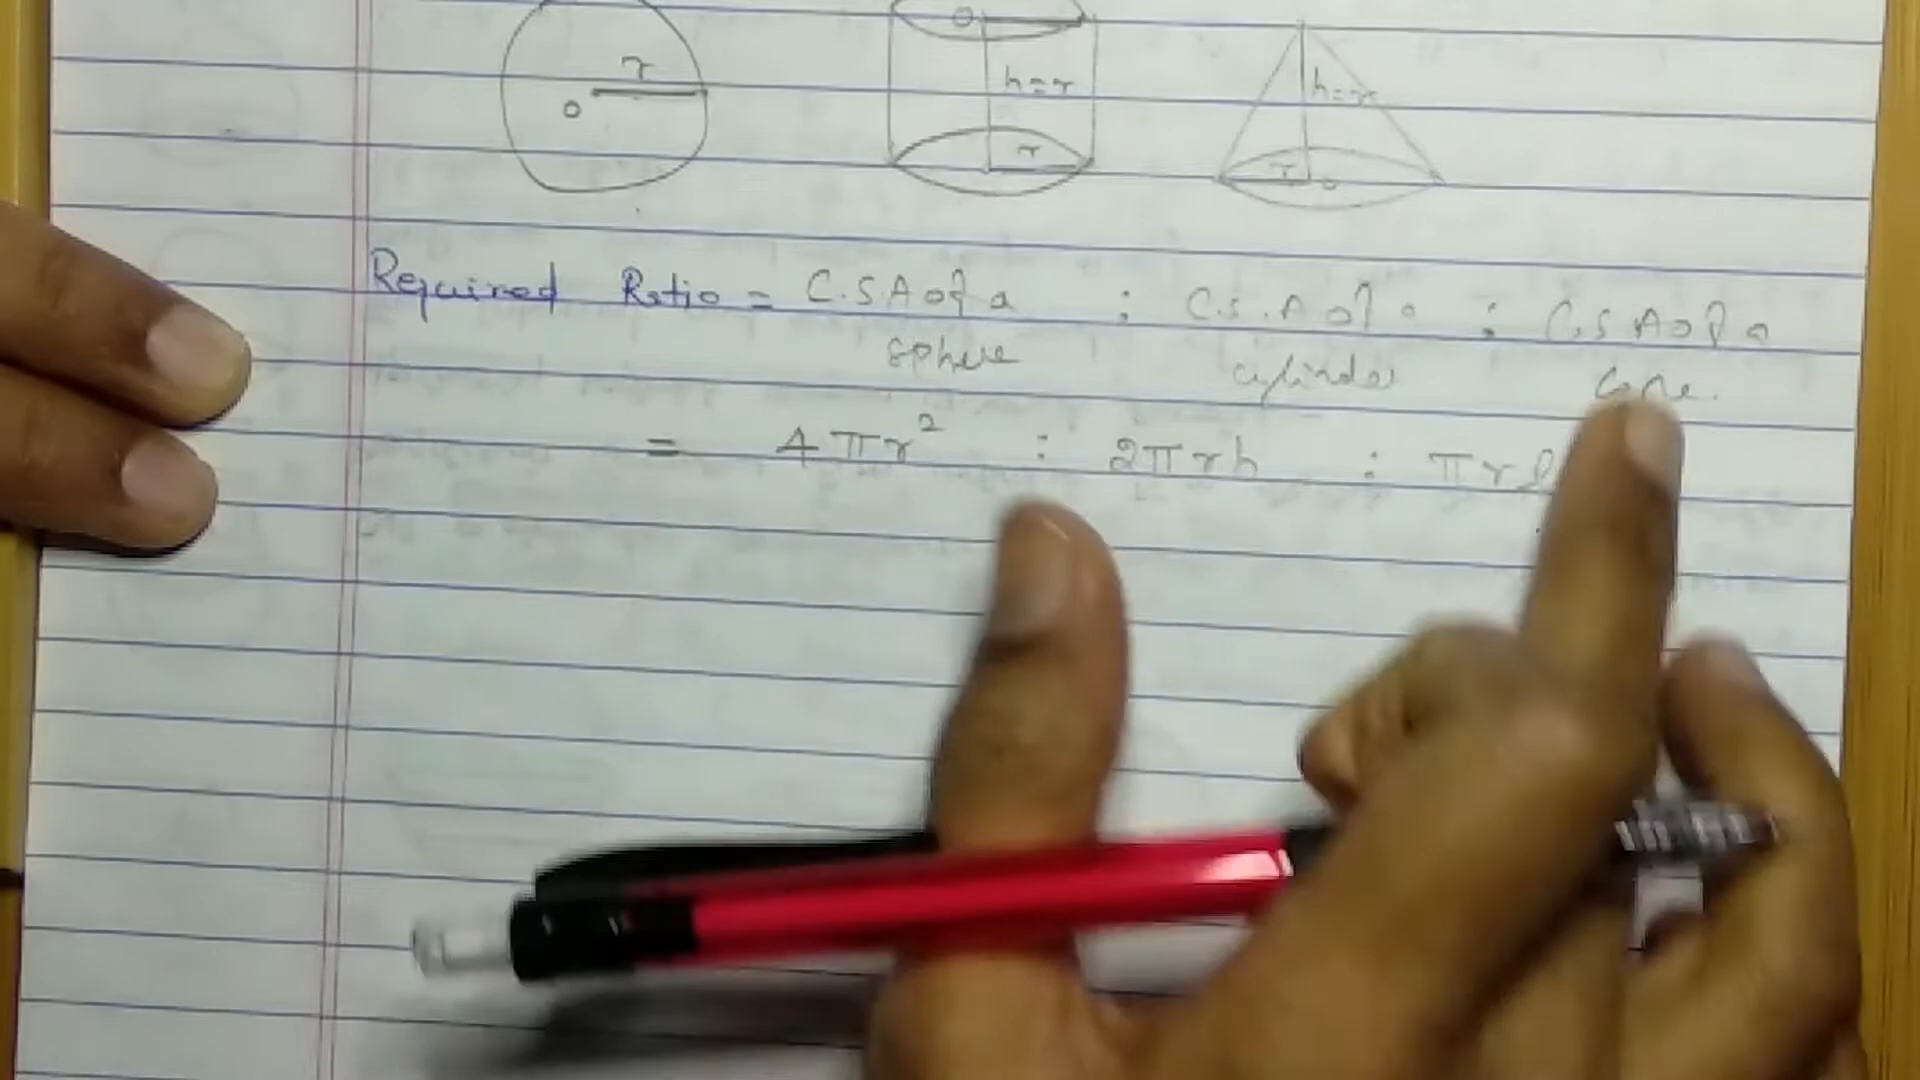 r
o
o
h=r
r
h=r
r o
Required Ratio = C.S.A of a : C.S.A of a : C.S.A of a
sphere cylinder cone.
= 4πr² : 2πrh : πrl